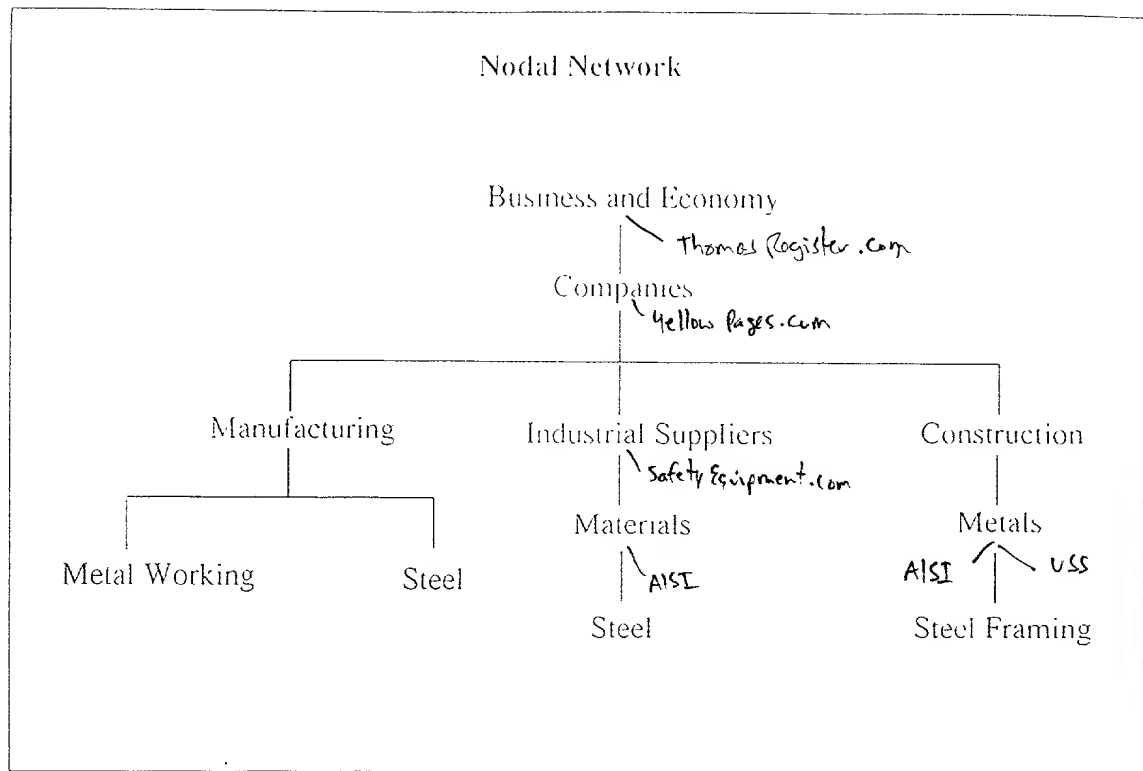 Nodal Network
Business and Economy
Thomas Register.com
Companies
Yellow Pages.com
Manufacturing
Industrial Suppliers
Construction
Safety Equipment.com
Materials
Metals
Metal Working
Steel
AISI
AISI
USS
Steel
Steel Framing